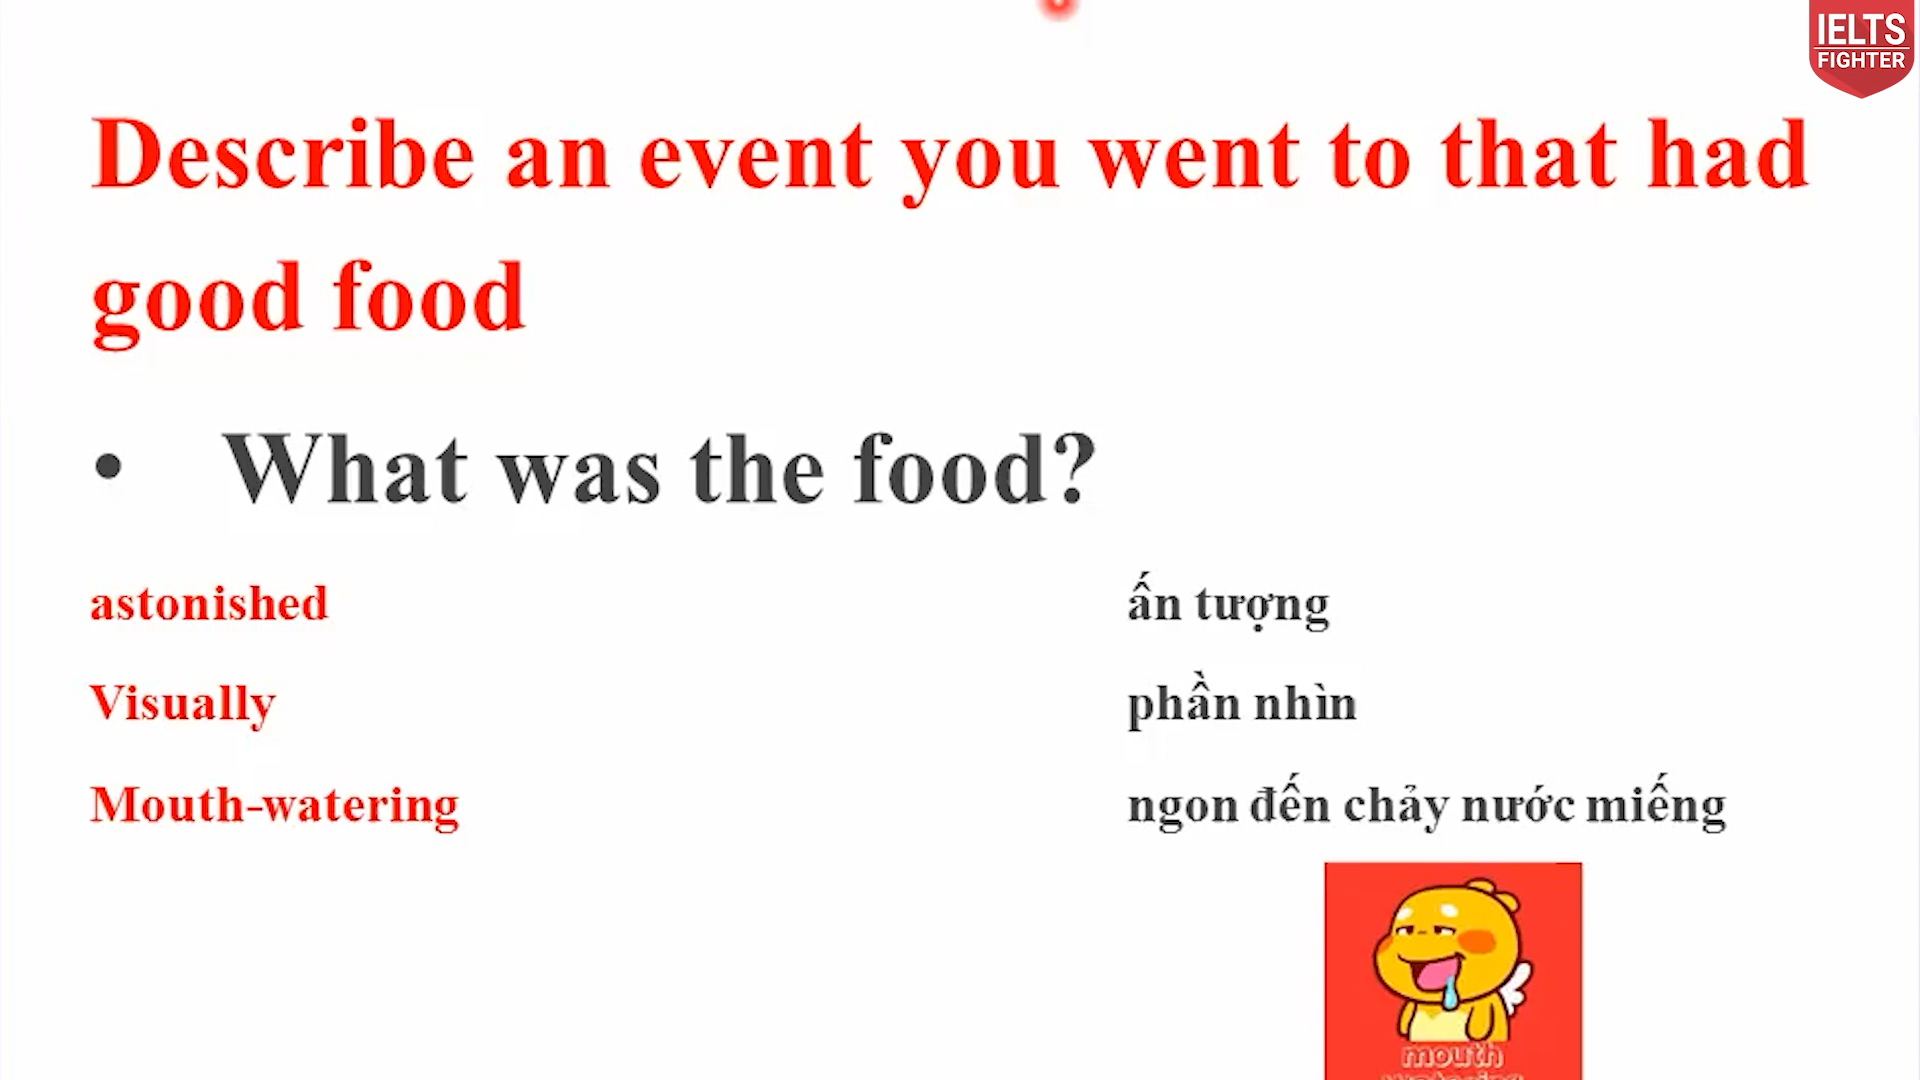 IELTS
FIGHTER
Describe an event you went to that had
good food
• What was the food?
astonished ấn tượng
Visually phần nhìn
Mouth-watering ngon đến chảy nước miếng
mouth